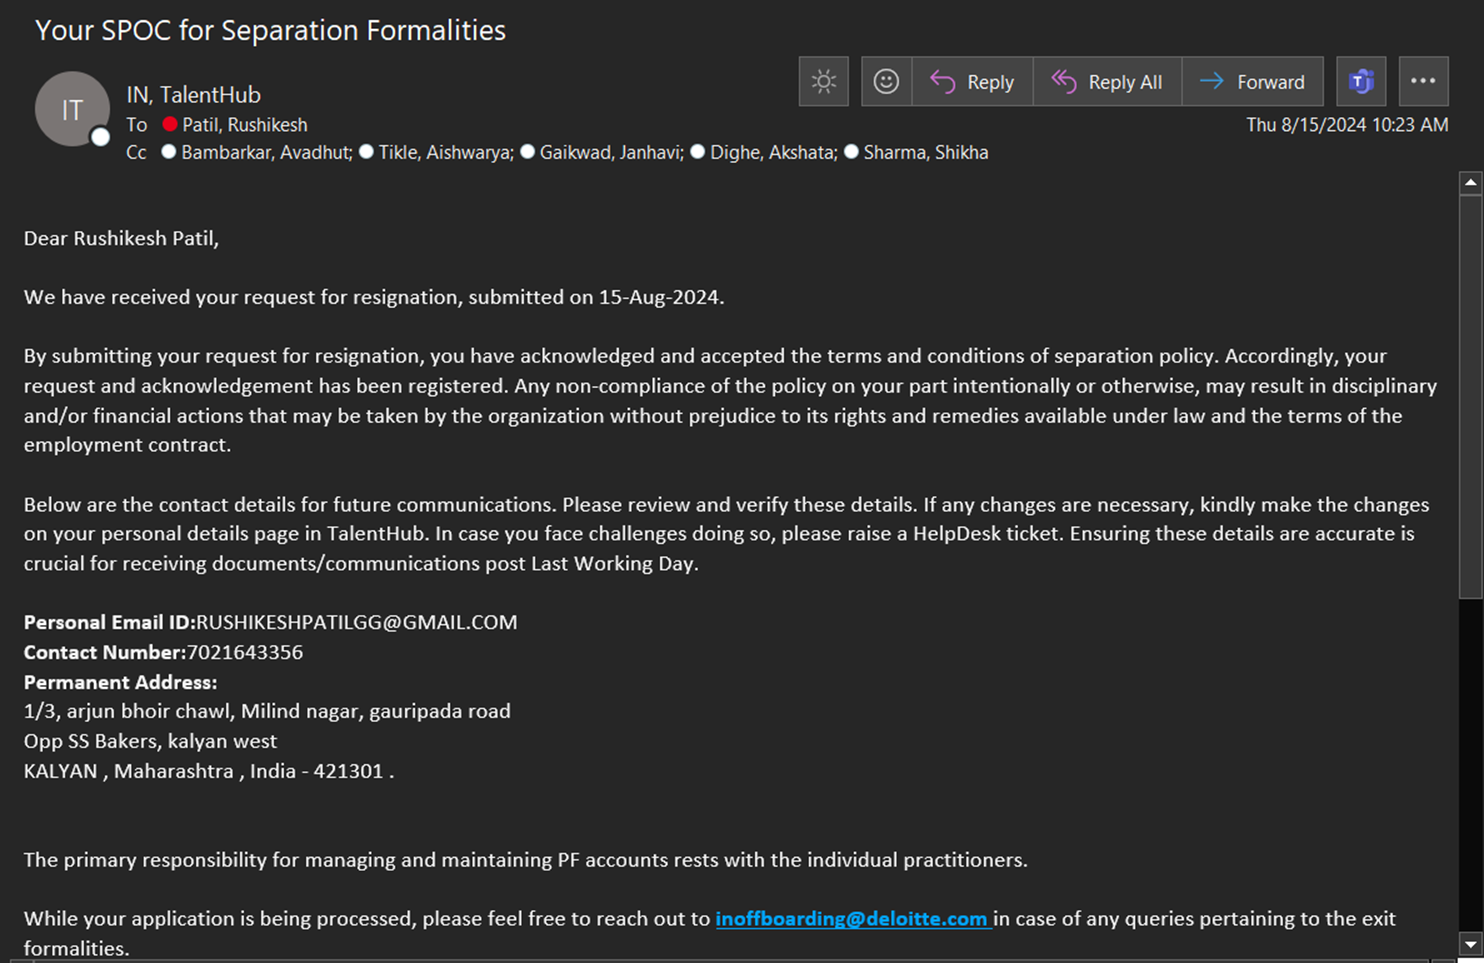 Your SPOC for Separation Formalities
IT
IN, TalentHub
Reply
Reply All
Forward
To Patil, Rushikesh
Thu 8/15/2024 10:23 AM
Cc Bambarkar, Avadhut; Tikle, Aishwarya; Gaikwad, Janhavi; Dighe, Akshata; Sharma, Shikha
Dear Rushikesh Patil,
We have received your request for resignation, submitted on 15-Aug-2024.
By submitting your request for resignation, you have acknowledged and accepted the terms and conditions of separation policy. Accordingly, your
request and acknowledgement has been registered. Any non-compliance of the policy on your part intentionally or otherwise, may result in disciplinary
and/or financial actions that may be taken by the organization without prejudice to its rights and remedies available under law and the terms of the
employment contract.
Below are the contact details for future communications. Please review and verify these details. If any changes are necessary, kindly make the changes
on your personal details page in TalentHub. In case you face challenges doing so, please raise a HelpDesk ticket. Ensuring these details are accurate is
crucial for receiving documents/communications post Last Working Day.
Personal Email ID:RUSHIKESHPATILGG@GMAIL.COM
Contact Number:7021643356
Permanent Address:
1/3, arjun bhoir chawl, Milind nagar, gauripada road
Opp SS Bakers, kalyan west
KALYAN , Maharashtra , India - 421301 .
The primary responsibility for managing and maintaining PF accounts rests with the individual practitioners.
While your application is being processed, please feel free to reach out to inoffboarding@deloitte.com in case of any queries pertaining to the exit
formalities.